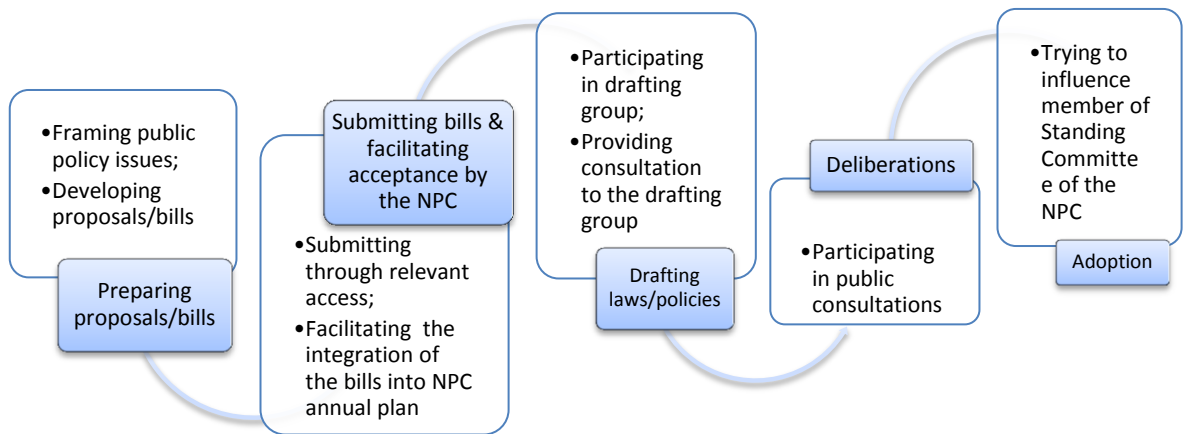 •Framing public
policy issues;
•Developing
proposals/bills
Preparing
proposals/bills
Submitting bills &
facilitating
acceptance by
the NPC
•Submitting
through relevant
access;
•Facilitating the
integration of
the bills into NPC
annual plan
•Participating
in drafting
group;
•Providing
consultation
to the drafting
group
Drafting
laws/policies
Deliberations
•Participating
in public
consultations
•Trying to
influence
member of
Standing
Committe
e of the
NPC
Adoption